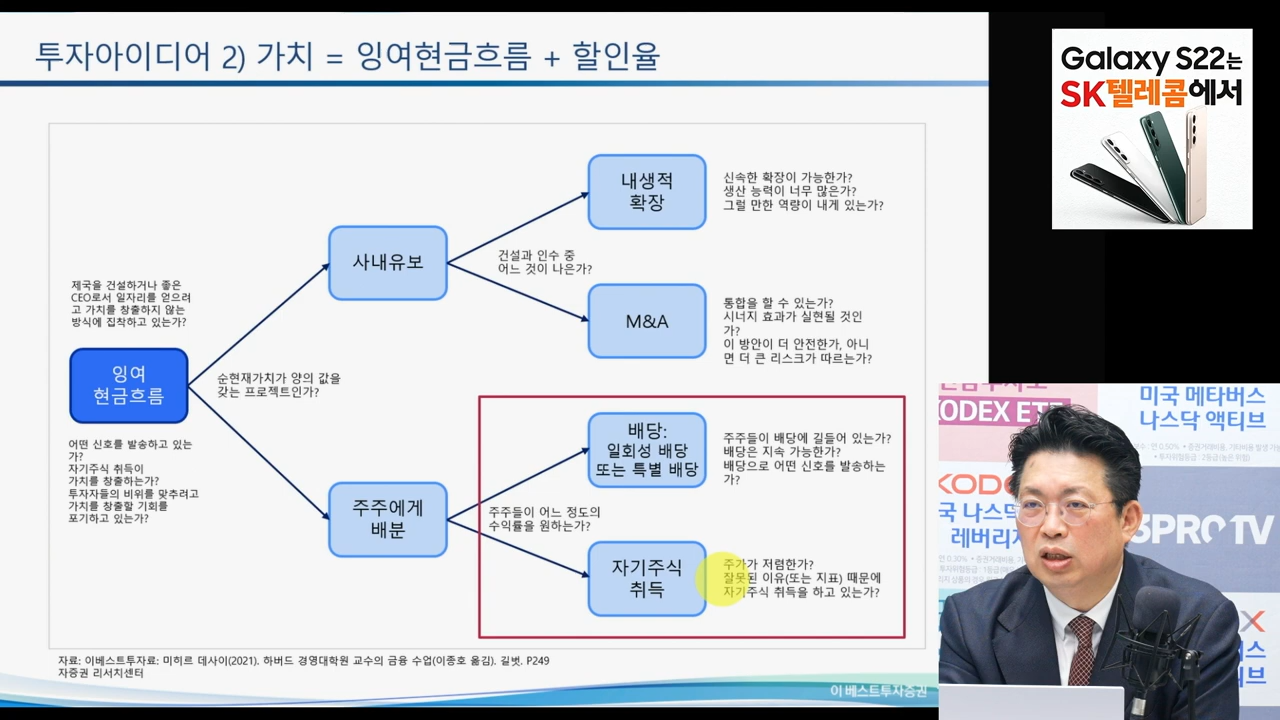 투자아이디어 2) 가치 = 잉여현금흐름 + 할인율
Galaxy S22는
SK텔레콤에서
내생적
확장
신속한 확장이 가능한가?
생산 능력이 너무 많은가?
그럴 만한 역량이 내게 있는가?
사내유보
건설과 인수 중
어느 것이 나은가?
M&A
통합을 할 수 있는가?
시너지 효과가 실현될 것인
가?
이 방안이 더 안전한가, 아니
면 더 큰 리스크가 따르는가?
제국을 건설하거나 좋은
CEO로서 일자리를 얻으려
고 가치를 창출하지 않는
방식에 집착하고 있는가?
잉여
현금흐름
순현재가치가 양의 값을
갖는 프로젝트인가?
어떤 신호를 발송하고 있는
가?
자기주식 취득이
가치를 창출하는가?
투자자들의 비위를 맞추려고
가치를 창출할 기회를
포기하고 있는가?
주주에게
배분
주주들이 어느 정도의
수익률을 원하는가?
배당:
일회성 배당
또는 특별 배당
주주들이 배당에 길들어 있는가?
배당은 지속 가능한가?
배당으로 어떤 신호를 발송하는
가?
자기주식
취득
주가가 저렴한가?
잘못된 이유(또는 지표) 때문에
자기주식 취득을 하고 있는가?
자료: 이베스트투자료: 미히르 데사이(2021). 하버드 경영대학원 교수의 금융 수업(이종호 옮김). 길벗. P249
자증권 리서치센터
이베스트투자증권
KODEX ET
미국 메타버스
나스닥 액티브
KODE
국 나스닥
레버리지
3PRO TV
X